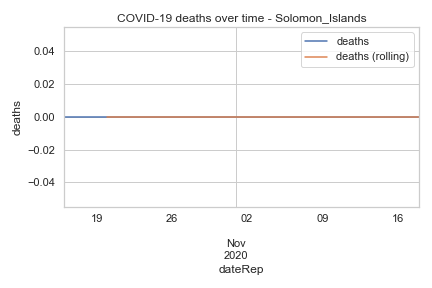 COVID-19 deaths over time - Solomon_Islands
deaths
deaths (rolling)
deaths
0.04
0.02
0.00
−0.02
−0.04
19 26 02 09 16
Nov
2020
dateRep